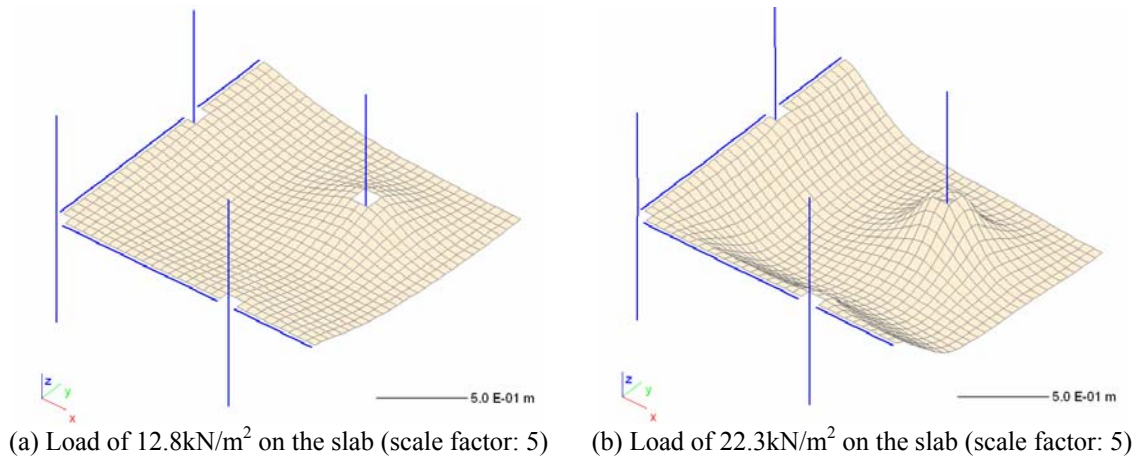 z
y
x
5.0 E-01 m
z
y
x
5.0 E-01 m
(a) Load of 12.8kN/m² on the slab (scale factor: 5)
(b) Load of 22.3kN/m² on the slab (scale factor: 5)